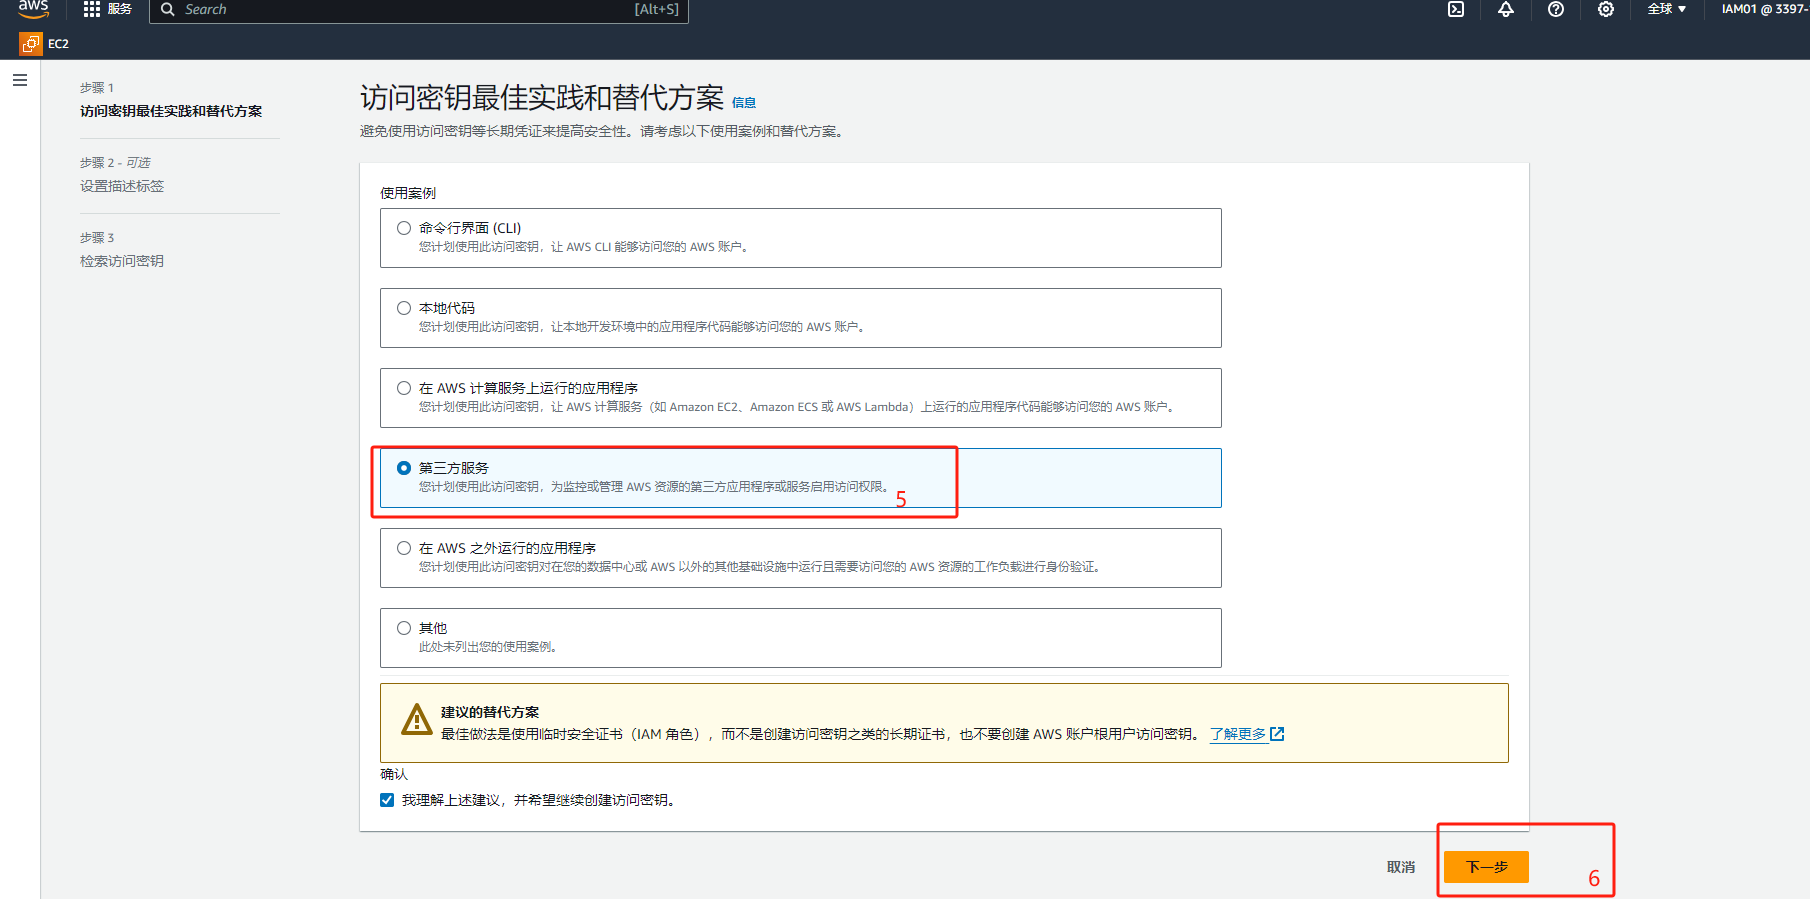 aws
服务
Search
[Alt+S]
全球
IAM01 @ 3397-
EC2
步骤 1
访问密钥最佳实践和替代方案
步骤 2 - 可选
设置描述标签
步骤 3
检索访问密钥
访问密钥最佳实践和替代方案 信息
避免使用访问密钥等长期凭证来提高安全性。请考虑以下使用案例和替代方案。
使用案例
命令行界面 (CLI)
您计划使用此访问密钥，让 AWS CLI 能够访问您的 AWS 账户。
本地代码
您计划使用此访问密钥，让本地开发环境中的应用程序代码能够访问您的 AWS 账户。
在 AWS 计算服务上运行的应用程序
您计划使用此访问密钥，让 AWS 计算服务（如 Amazon EC2、Amazon ECS 或 AWS Lambda）上运行的应用程序代码能够访问您的 AWS 账户。
第三方服务
您计划使用此访问密钥，为监控或管理 AWS 资源的第三方应用程序或服务启用访问权限。
5
在 AWS 之外运行的应用程序
您计划使用此访问密钥对在您的数据中心或 AWS 以外的其他基础设施中运行且需要访问您的 AWS 资源的工作负载进行身份验证。
其他
此处未列出您的使用案例。
建议的替代方案
最佳做法是使用临时安全证书（IAM 角色），而不是创建访问密钥之类的长期证书，也不要创建 AWS 账户根用户访问密钥。 了解更多
确认
我理解上述建议，并希望继续创建访问密钥。
取消
下一步
6